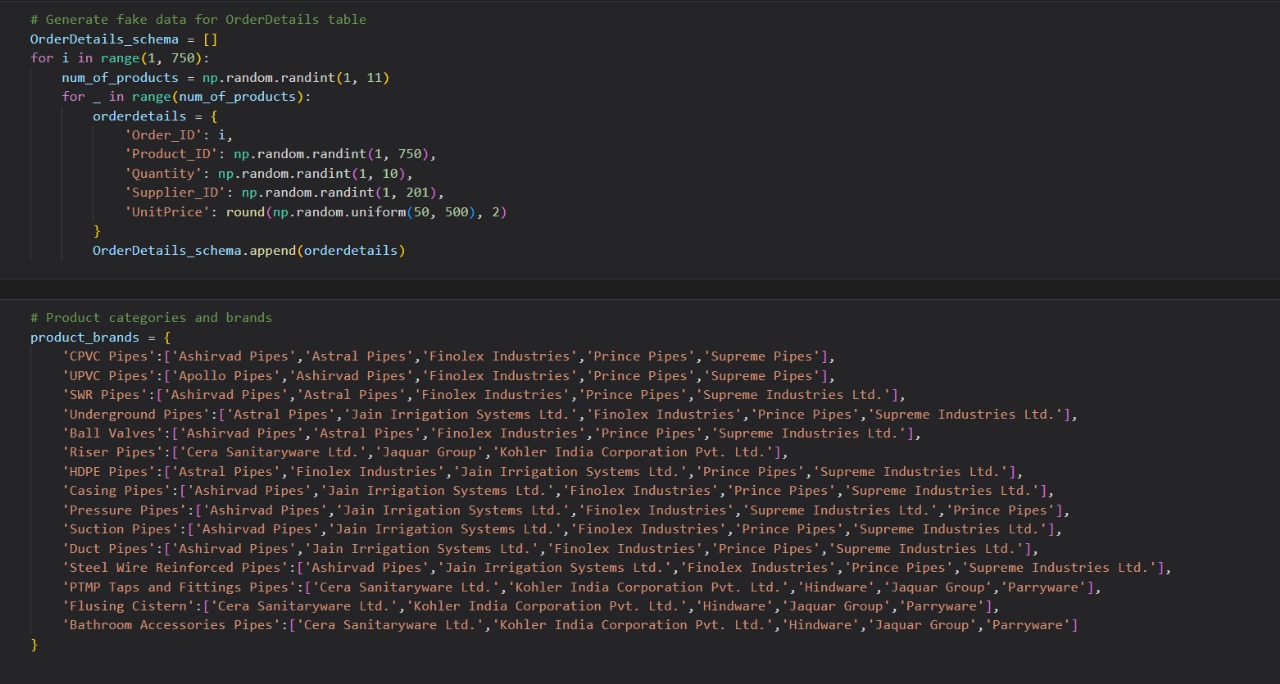 # Generate fake data for OrderDetails table
OrderDetails_schema = []
for i in range(1, 750):
    num_of_products = np.random.randint(1, 11)
    for _ in range(num_of_products):
        orderdetails = {
            'Order_ID': i,
            'Product_ID': np.random.randint(1, 750),
            'Quantity': np.random.randint(1, 10),
            'Supplier_ID': np.random.randint(1, 201),
            'UnitPrice': round(np.random.uniform(50, 500), 2)
        }
        OrderDetails_schema.append(orderdetails)
# Product categories and brands
product_brands = {
    'CPVC Pipes':['Ashirvad Pipes','Astral Pipes','Finolex Industries','Prince Pipes','Supreme Pipes'],
    'UPVC Pipes':['Apollo Pipes','Ashirvad Pipes','Finolex Industries','Prince Pipes','Supreme Pipes'],
    'SWR Pipes':['Ashirvad Pipes','Astral Pipes','Finolex Industries','Prince Pipes','Supreme Industries Ltd.'],
    'Underground Pipes':['Astral Pipes','Jain Irrigation Systems Ltd.','Finolex Industries','Prince Pipes','Supreme Industries Ltd.'],
    'Ball Valves':['Ashirvad Pipes','Astral Pipes','Finolex Industries','Prince Pipes','Supreme Industries Ltd.'],
    'Riser Pipes':['Cera Sanitaryware Ltd.','Jaquar Group','Kohler India Corporation Pvt. Ltd.'],
    'HDPE Pipes':['Astral Pipes','Finolex Industries','Jain Irrigation Systems Ltd.','Prince Pipes','Supreme Industries Ltd.'],
    'Casing Pipes':['Ashirvad Pipes','Jain Irrigation Systems Ltd.','Finolex Industries','Prince Pipes','Supreme Industries Ltd.'],
    'Pressure Pipes':['Ashirvad Pipes','Jain Irrigation Systems Ltd.','Finolex Industries','Supreme Industries Ltd.','Prince Pipes'],
    'Suction Pipes':['Ashirvad Pipes','Jain Irrigation Systems Ltd.','Finolex Industries','Prince Pipes','Supreme Industries Ltd.'],
    'Duct Pipes':['Ashirvad Pipes','Jain Irrigation Systems Ltd.','Finolex Industries','Prince Pipes','Supreme Industries Ltd.'],
    'Steel Wire Reinforced Pipes':['Ashirvad Pipes','Jain Irrigation Systems Ltd.','Finolex Industries','Prince Pipes','Supreme Industries Ltd.'],
    'PTMP Taps and Fittings Pipes':['Cera Sanitaryware Ltd.','Kohler India Corporation Pvt. Ltd.','Hindware','Jaquar Group','Parryware'],
    'Flusing Cistern':['Cera Sanitaryware Ltd.','Kohler India Corporation Pvt. Ltd.','Hindware','Jaquar Group','Parryware'],
    'Bathroom Accessories Pipes':['Cera Sanitaryware Ltd.','Kohler India Corporation Pvt. Ltd.','Hindware','Jaquar Group','Parryware']
}